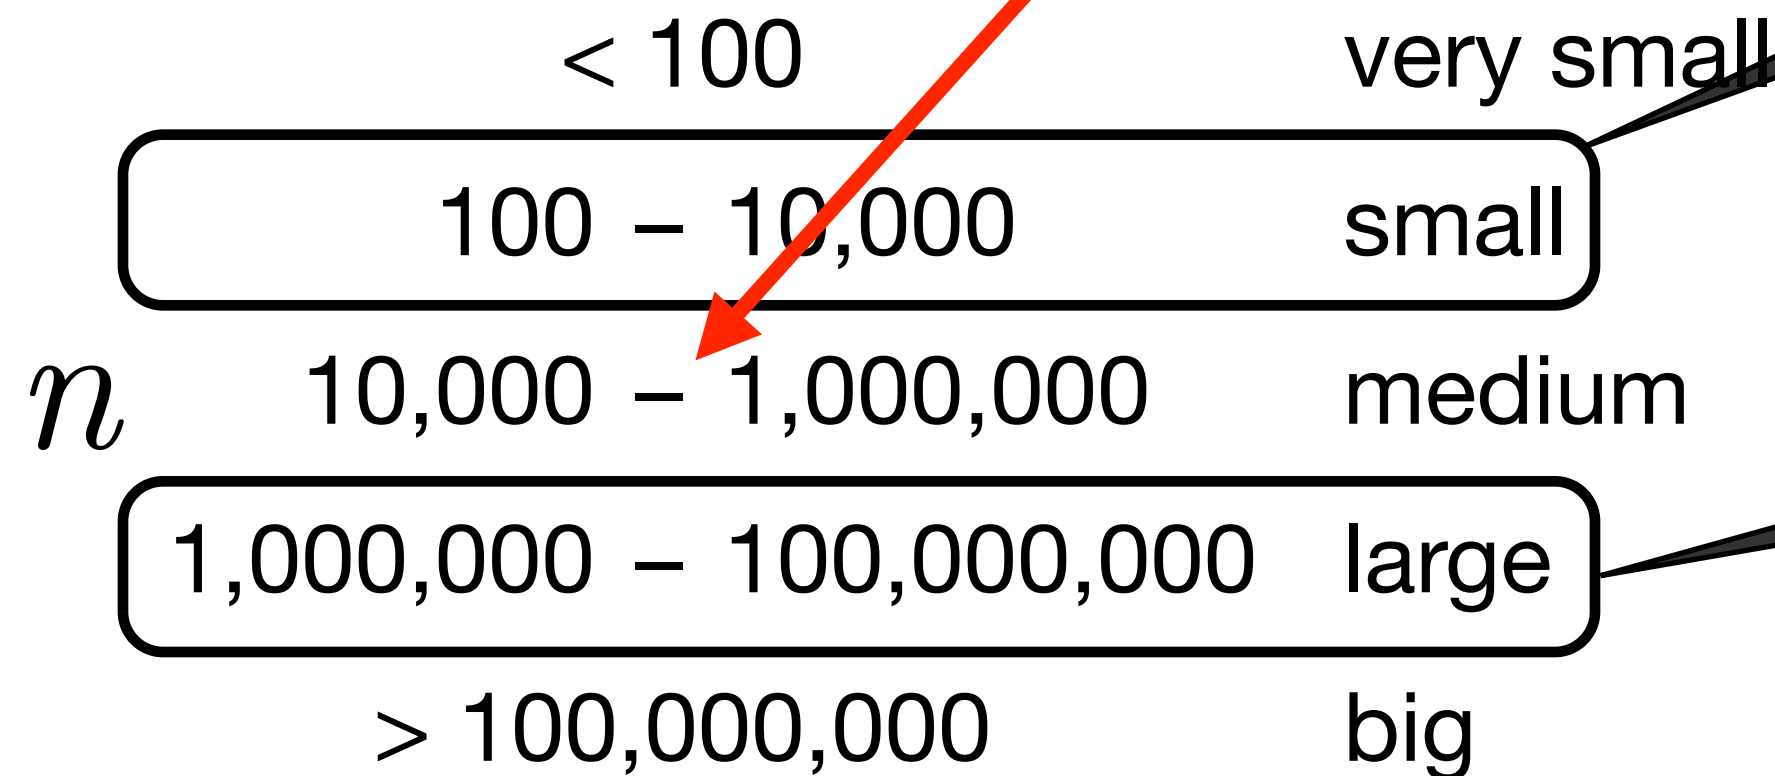 < 100 very small
100 – 10,000 small
n 10,000 – 1,000,000 medium
1,000,000 – 100,000,000 large
> 100,000,000 big